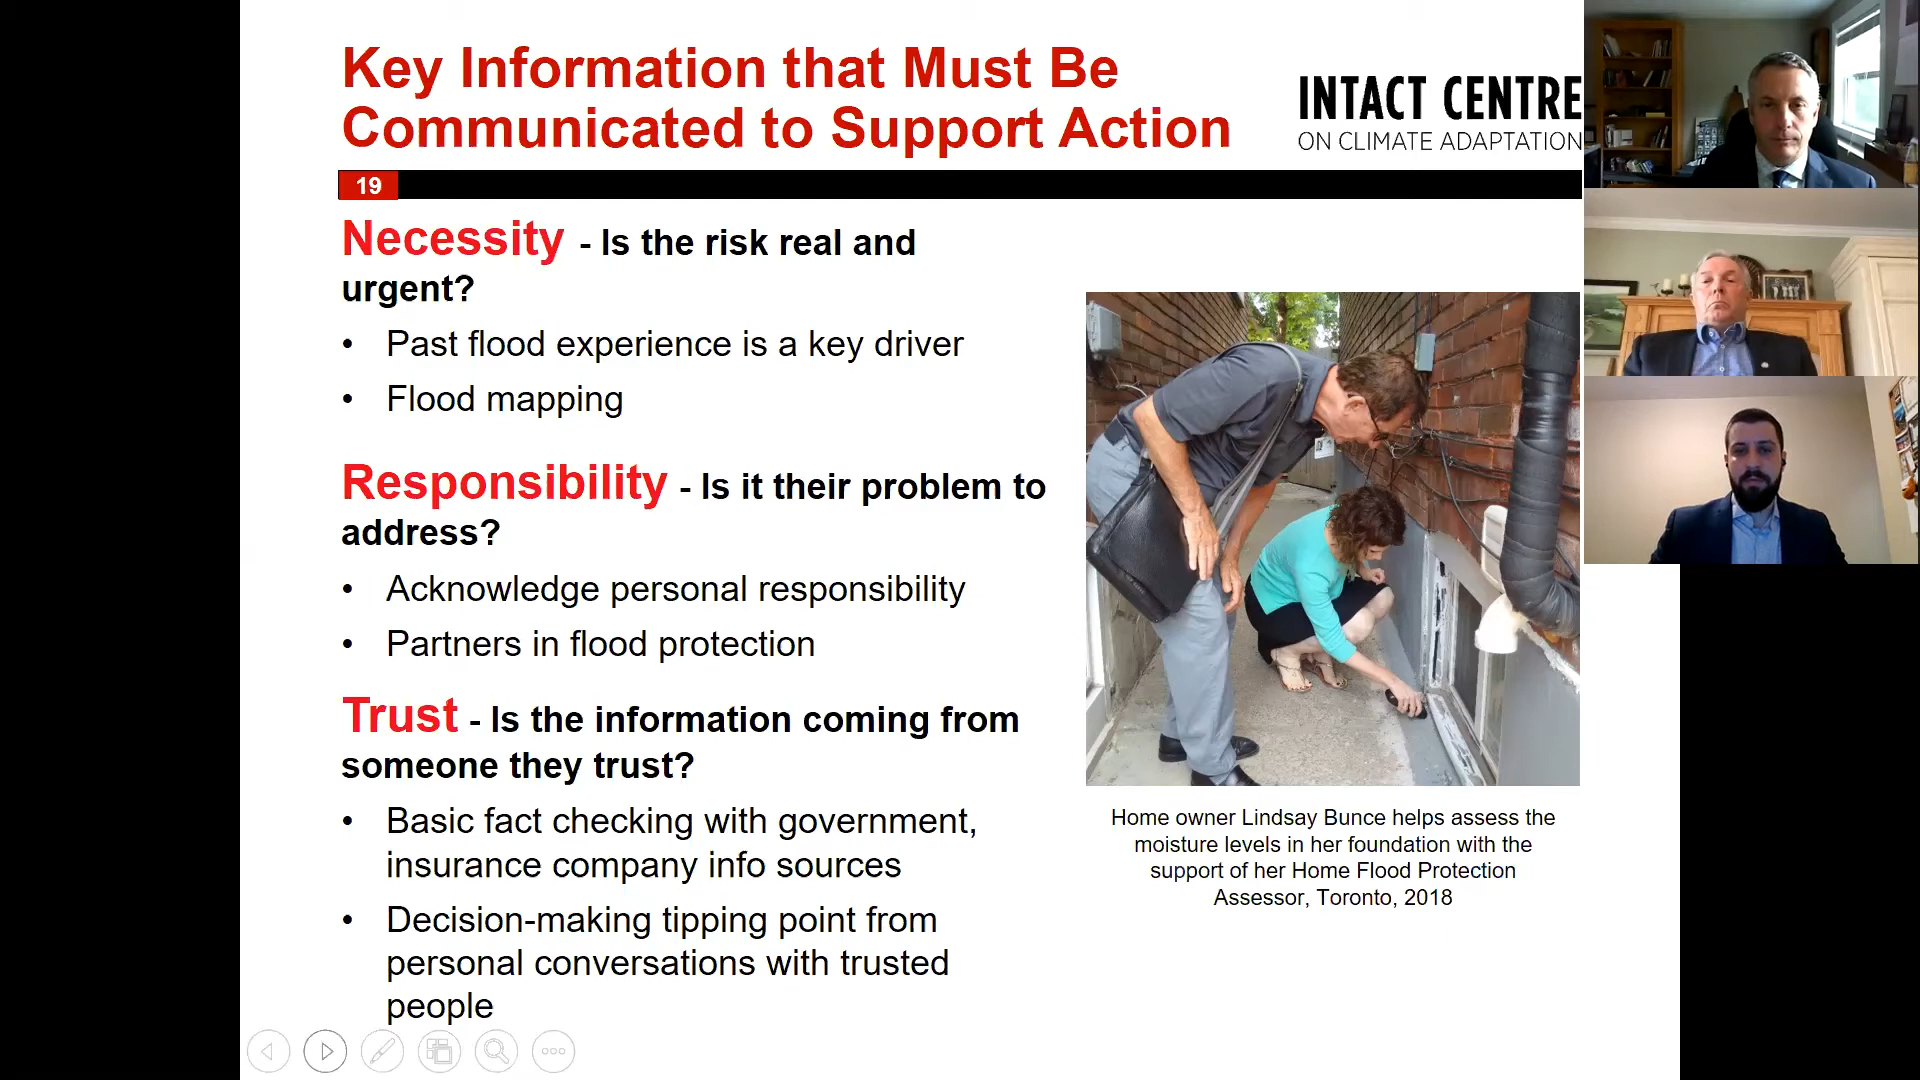 Key Information that Must Be
Communicated to Support Action
INTACT CENTRE
ON CLIMATE ADAPTATION
19
Necessity - Is the risk real and
urgent?
• Past flood experience is a key driver
• Flood mapping
Responsibility - Is it their problem to
address?
• Acknowledge personal responsibility
• Partners in flood protection
Trust - Is the information coming from
someone they trust?
• Basic fact checking with government,
insurance company info sources
• Decision-making tipping point from
personal conversations with trusted
people
Home owner Lindsay Bunce helps assess the
moisture levels in her foundation with the
support of her Home Flood Protection
Assessor, Toronto, 2018